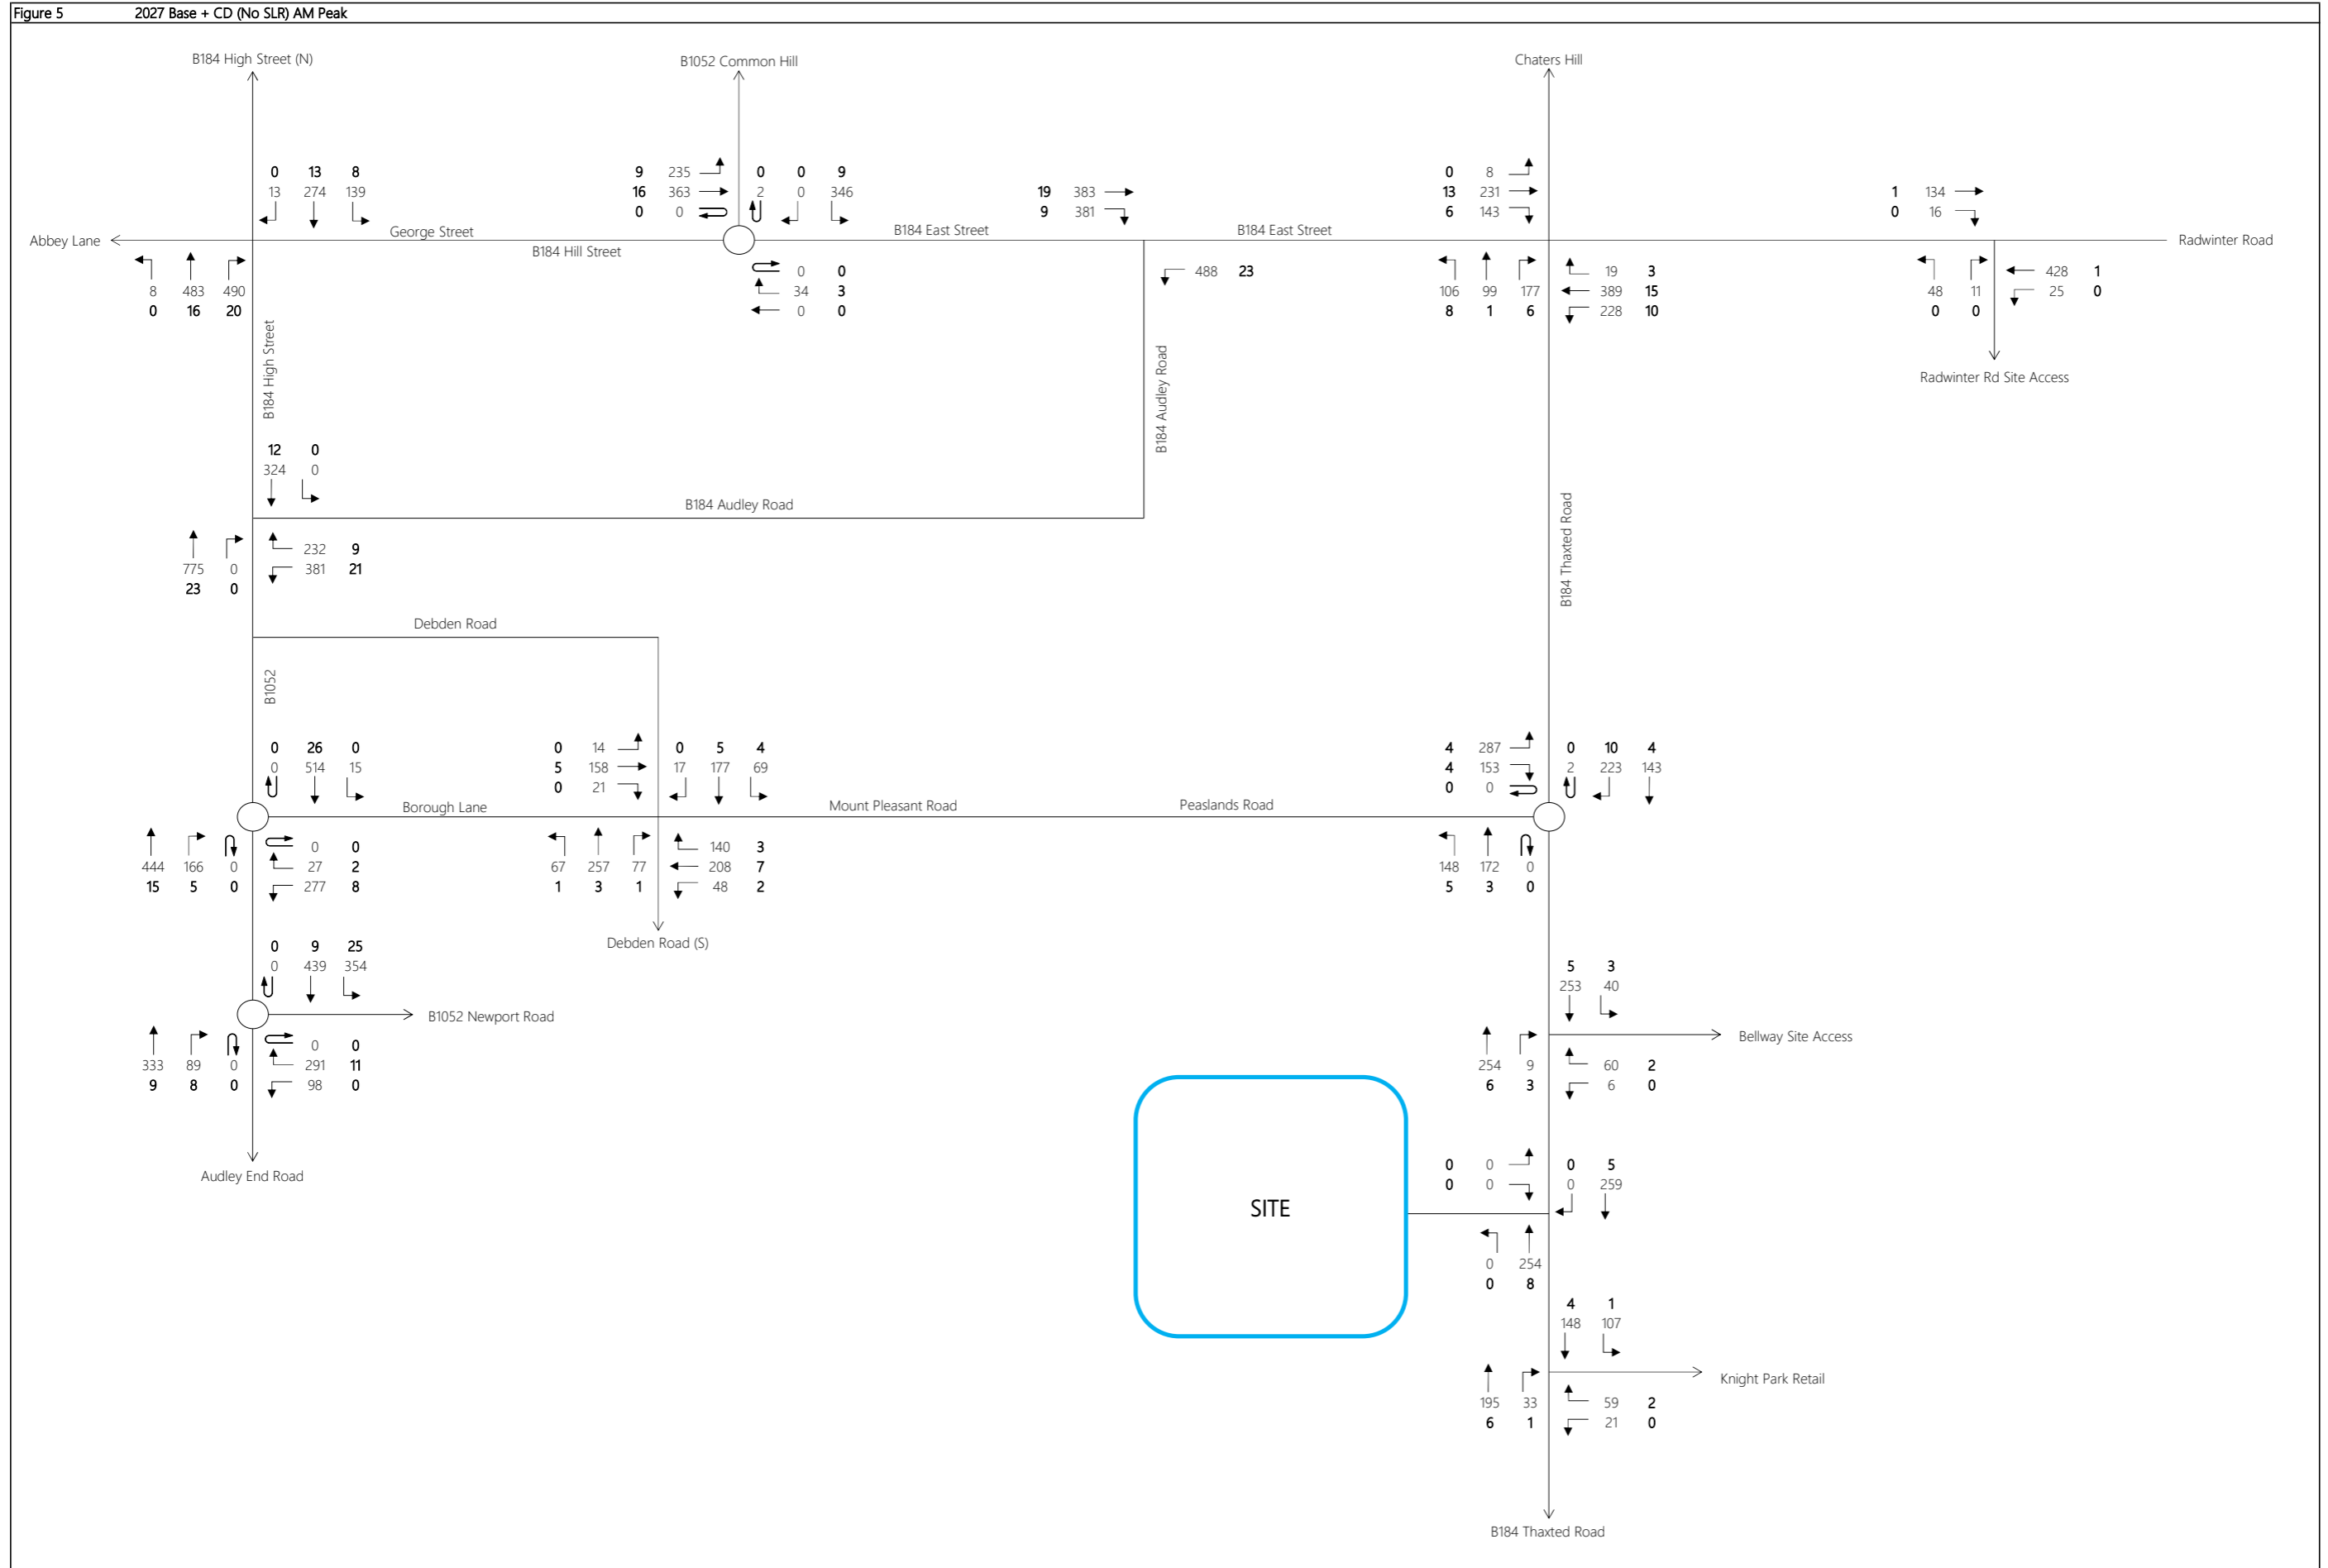 Figure 5 2027 Base + CD (No SLR) AM Peak
B184 High Street (N) B1052 Common Hill Chaters Hill
0 13 8
13 274 139
9 235
16 363
0 0
0 0 9
2 0 346
19 383
9 381
0 8
13 231
6 143
1 134
0 16
Abbey Lane
George Street
B184 Hill Street
B184 East Street
B184 East Street
Radwinter Road
8 483 490
0 16 20
0 0
34 3
0 0
488 23
106 99 177
8 1 6
19 3
389 15
228 10
48 11
0 0
428 1
25 0
Radwinter Rd Site Access
B184 High Street
B184 Audley Road
12 0
324 0
B184 Audley Road
B184 Thaxted Road
775 0
23 0
232 9
381 21
Debden Road
B1052
0 26 0
0 514 15
0 14
5 158
0 21
0 5 4
17 177 69
4 287
4 153
0 0
0 10 4
2 223 143
Borough Lane
Mount Pleasant Road
Peaslands Road
444 166 0
15 5 0
0 0
27 2
277 8
67 257 77
1 3 1
140 3
208 7
48 2
148 172 0
5 3 0
Debden Road (S)
0 9 25
0 439 354
5 3
253 40
B1052 Newport Road
Bellway Site Access
333 89 0
9 8 0
0 0
291 11
98 0
254 9
6 3
60 2
6 0
Audley End Road
SITE
0 0
0 0
0 5
0 259
0 254
0 8
4 1
148 107
Knight Park Retail
195 33
6 1
59 2
21 0
B184 Thaxted Road